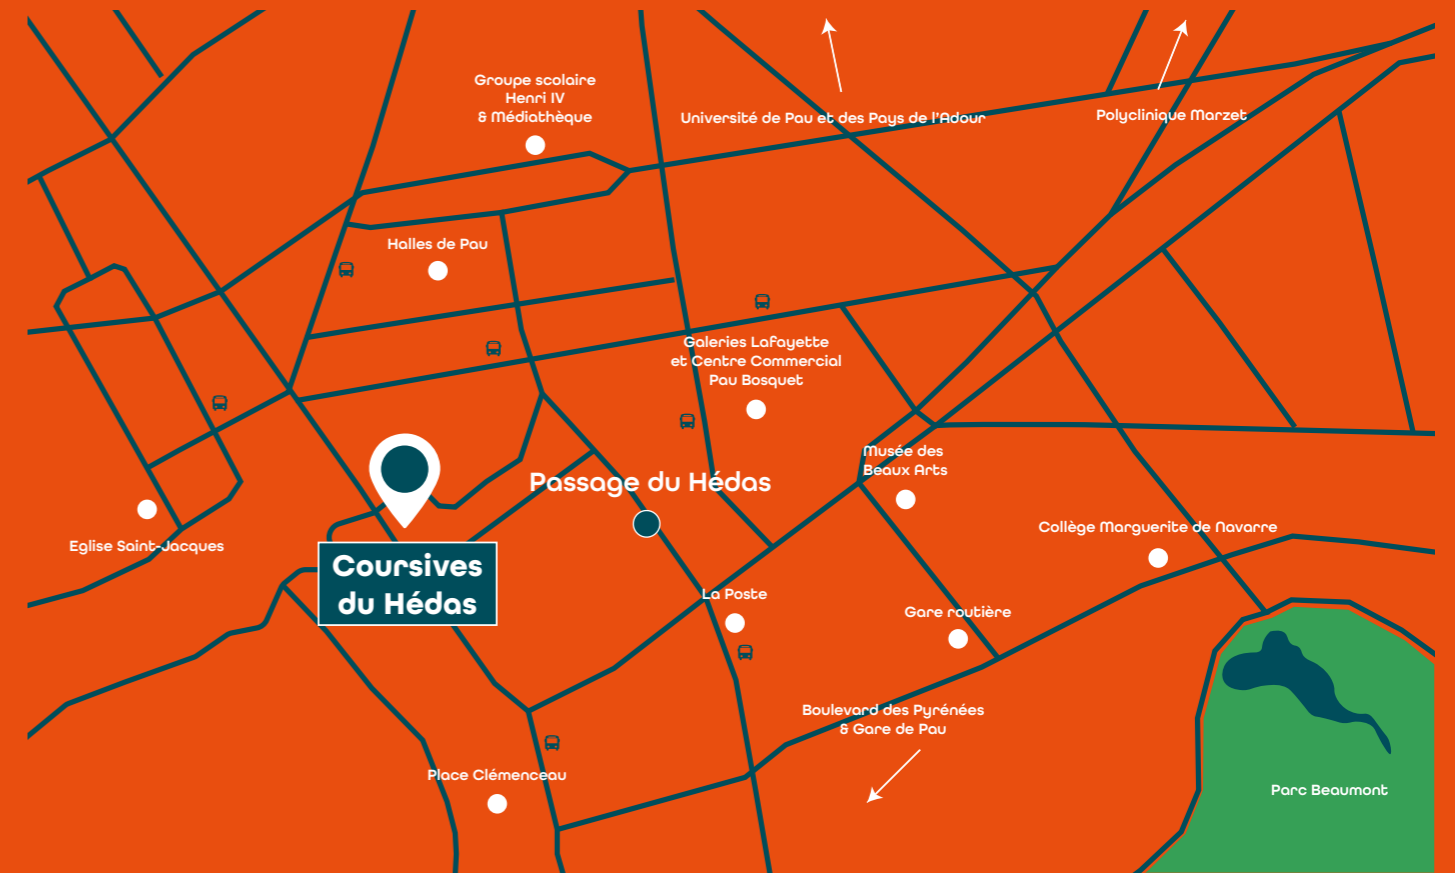 Groupe scolaire
Henri IV
& Médiathèque
Université de Pau et des Pays de l'Adour
Polyclinique Marzet
Halles de Pau
Galeries Lafayette
et Centre Commercial
Pau Bosquet
Musée des
Beaux Arts
Passage du Hédas
Collège Marguerite de Navarre
Eglise Saint-Jacques
Coursives
du Hédas
La Poste
Gare routière
Boulevard des Pyrénées
& Gare de Pau
Place Clémenceau
Parc Beaumont